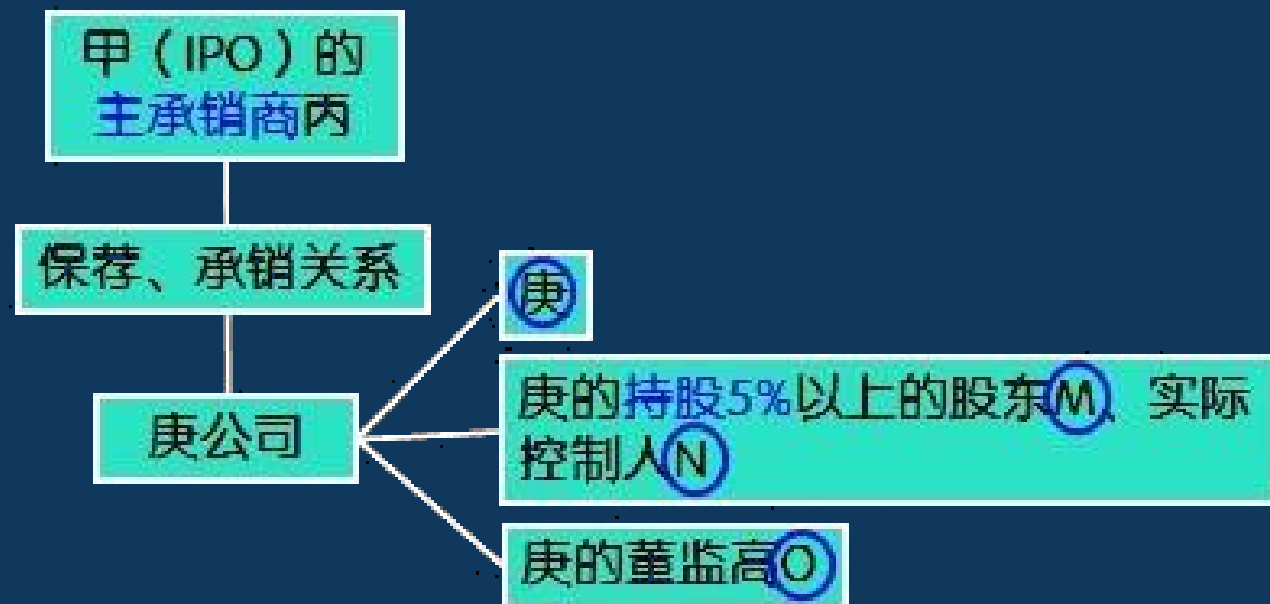 甲（IPO）的
主承销商丙
保荐、承销关系
庚公司
庚
庚的持股5%以上的股东M、实际
控制人N
庚的董监高O